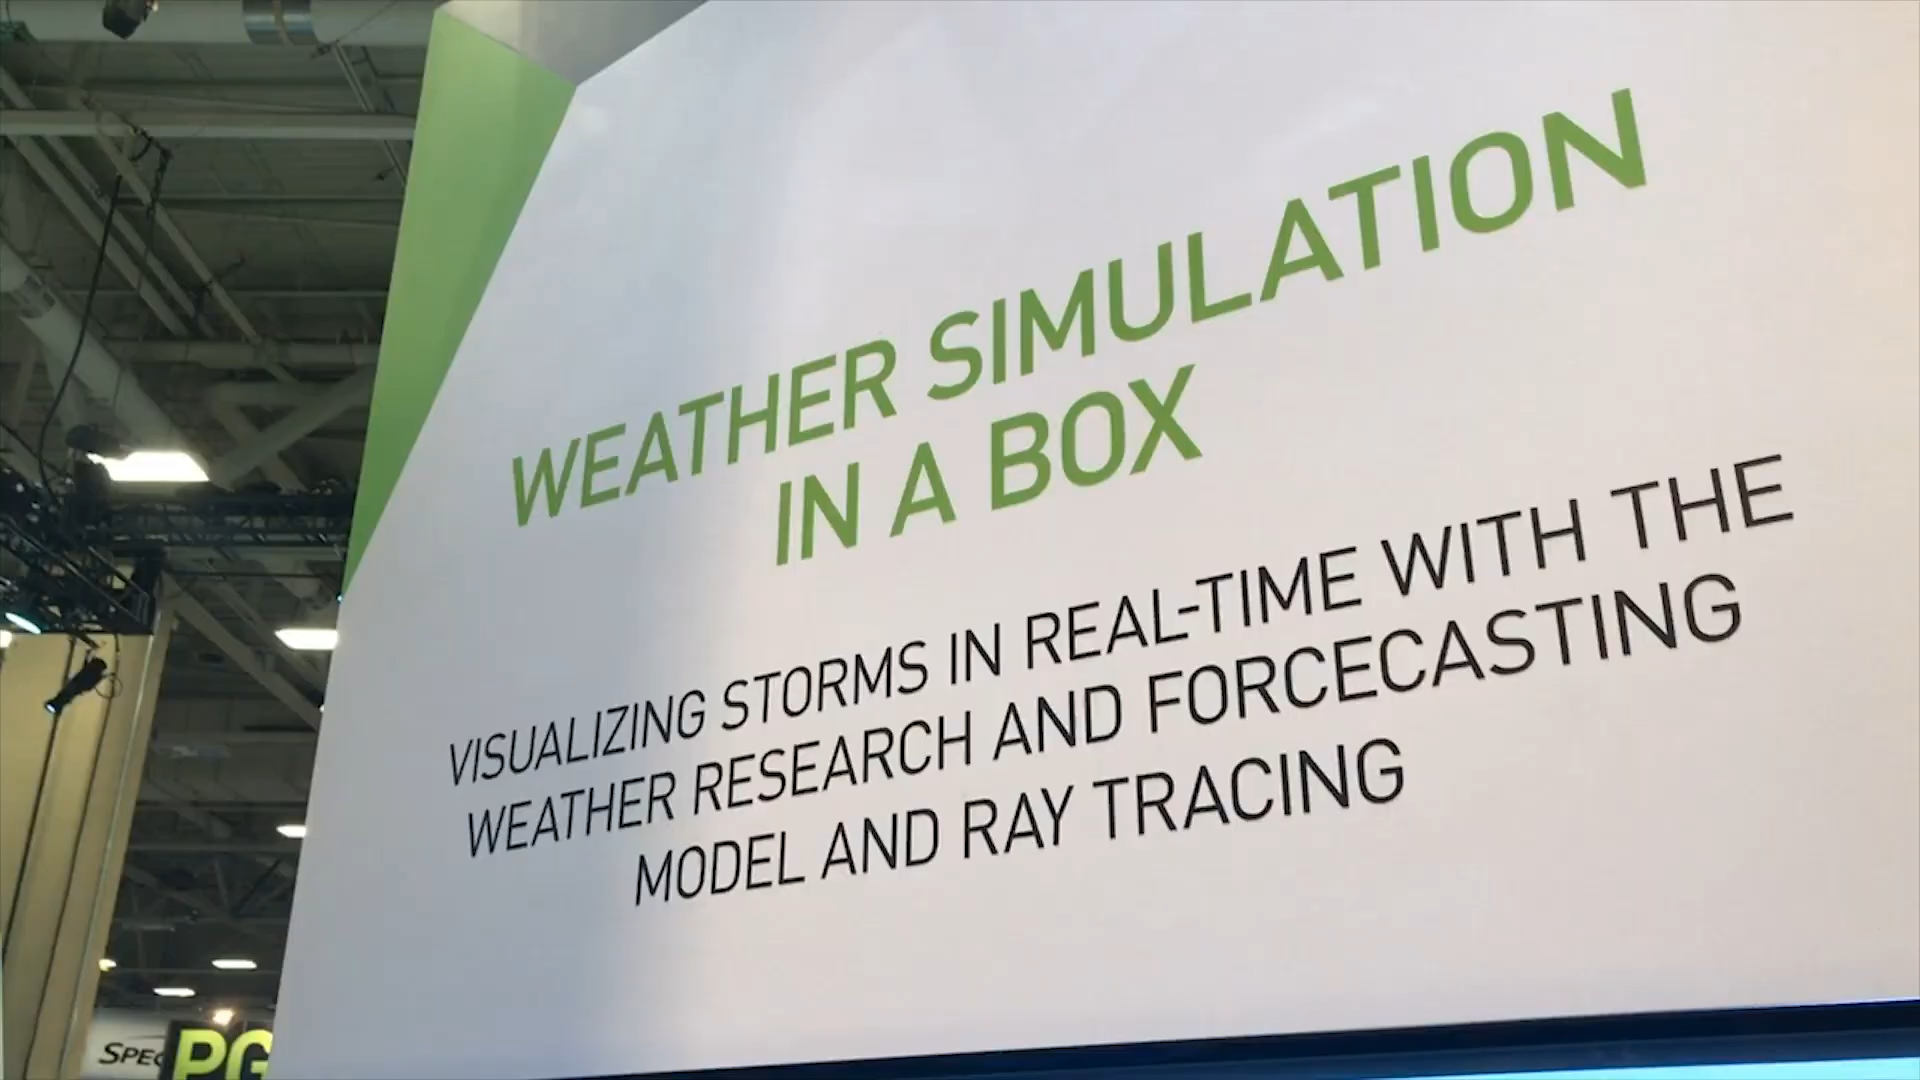 WEATHER SIMULATION
IN A BOX
VISUALIZING STORMS IN REAL-TIME WITH THE
WEATHER RESEARCH AND FORCECASTING
MODEL AND RAY TRACING